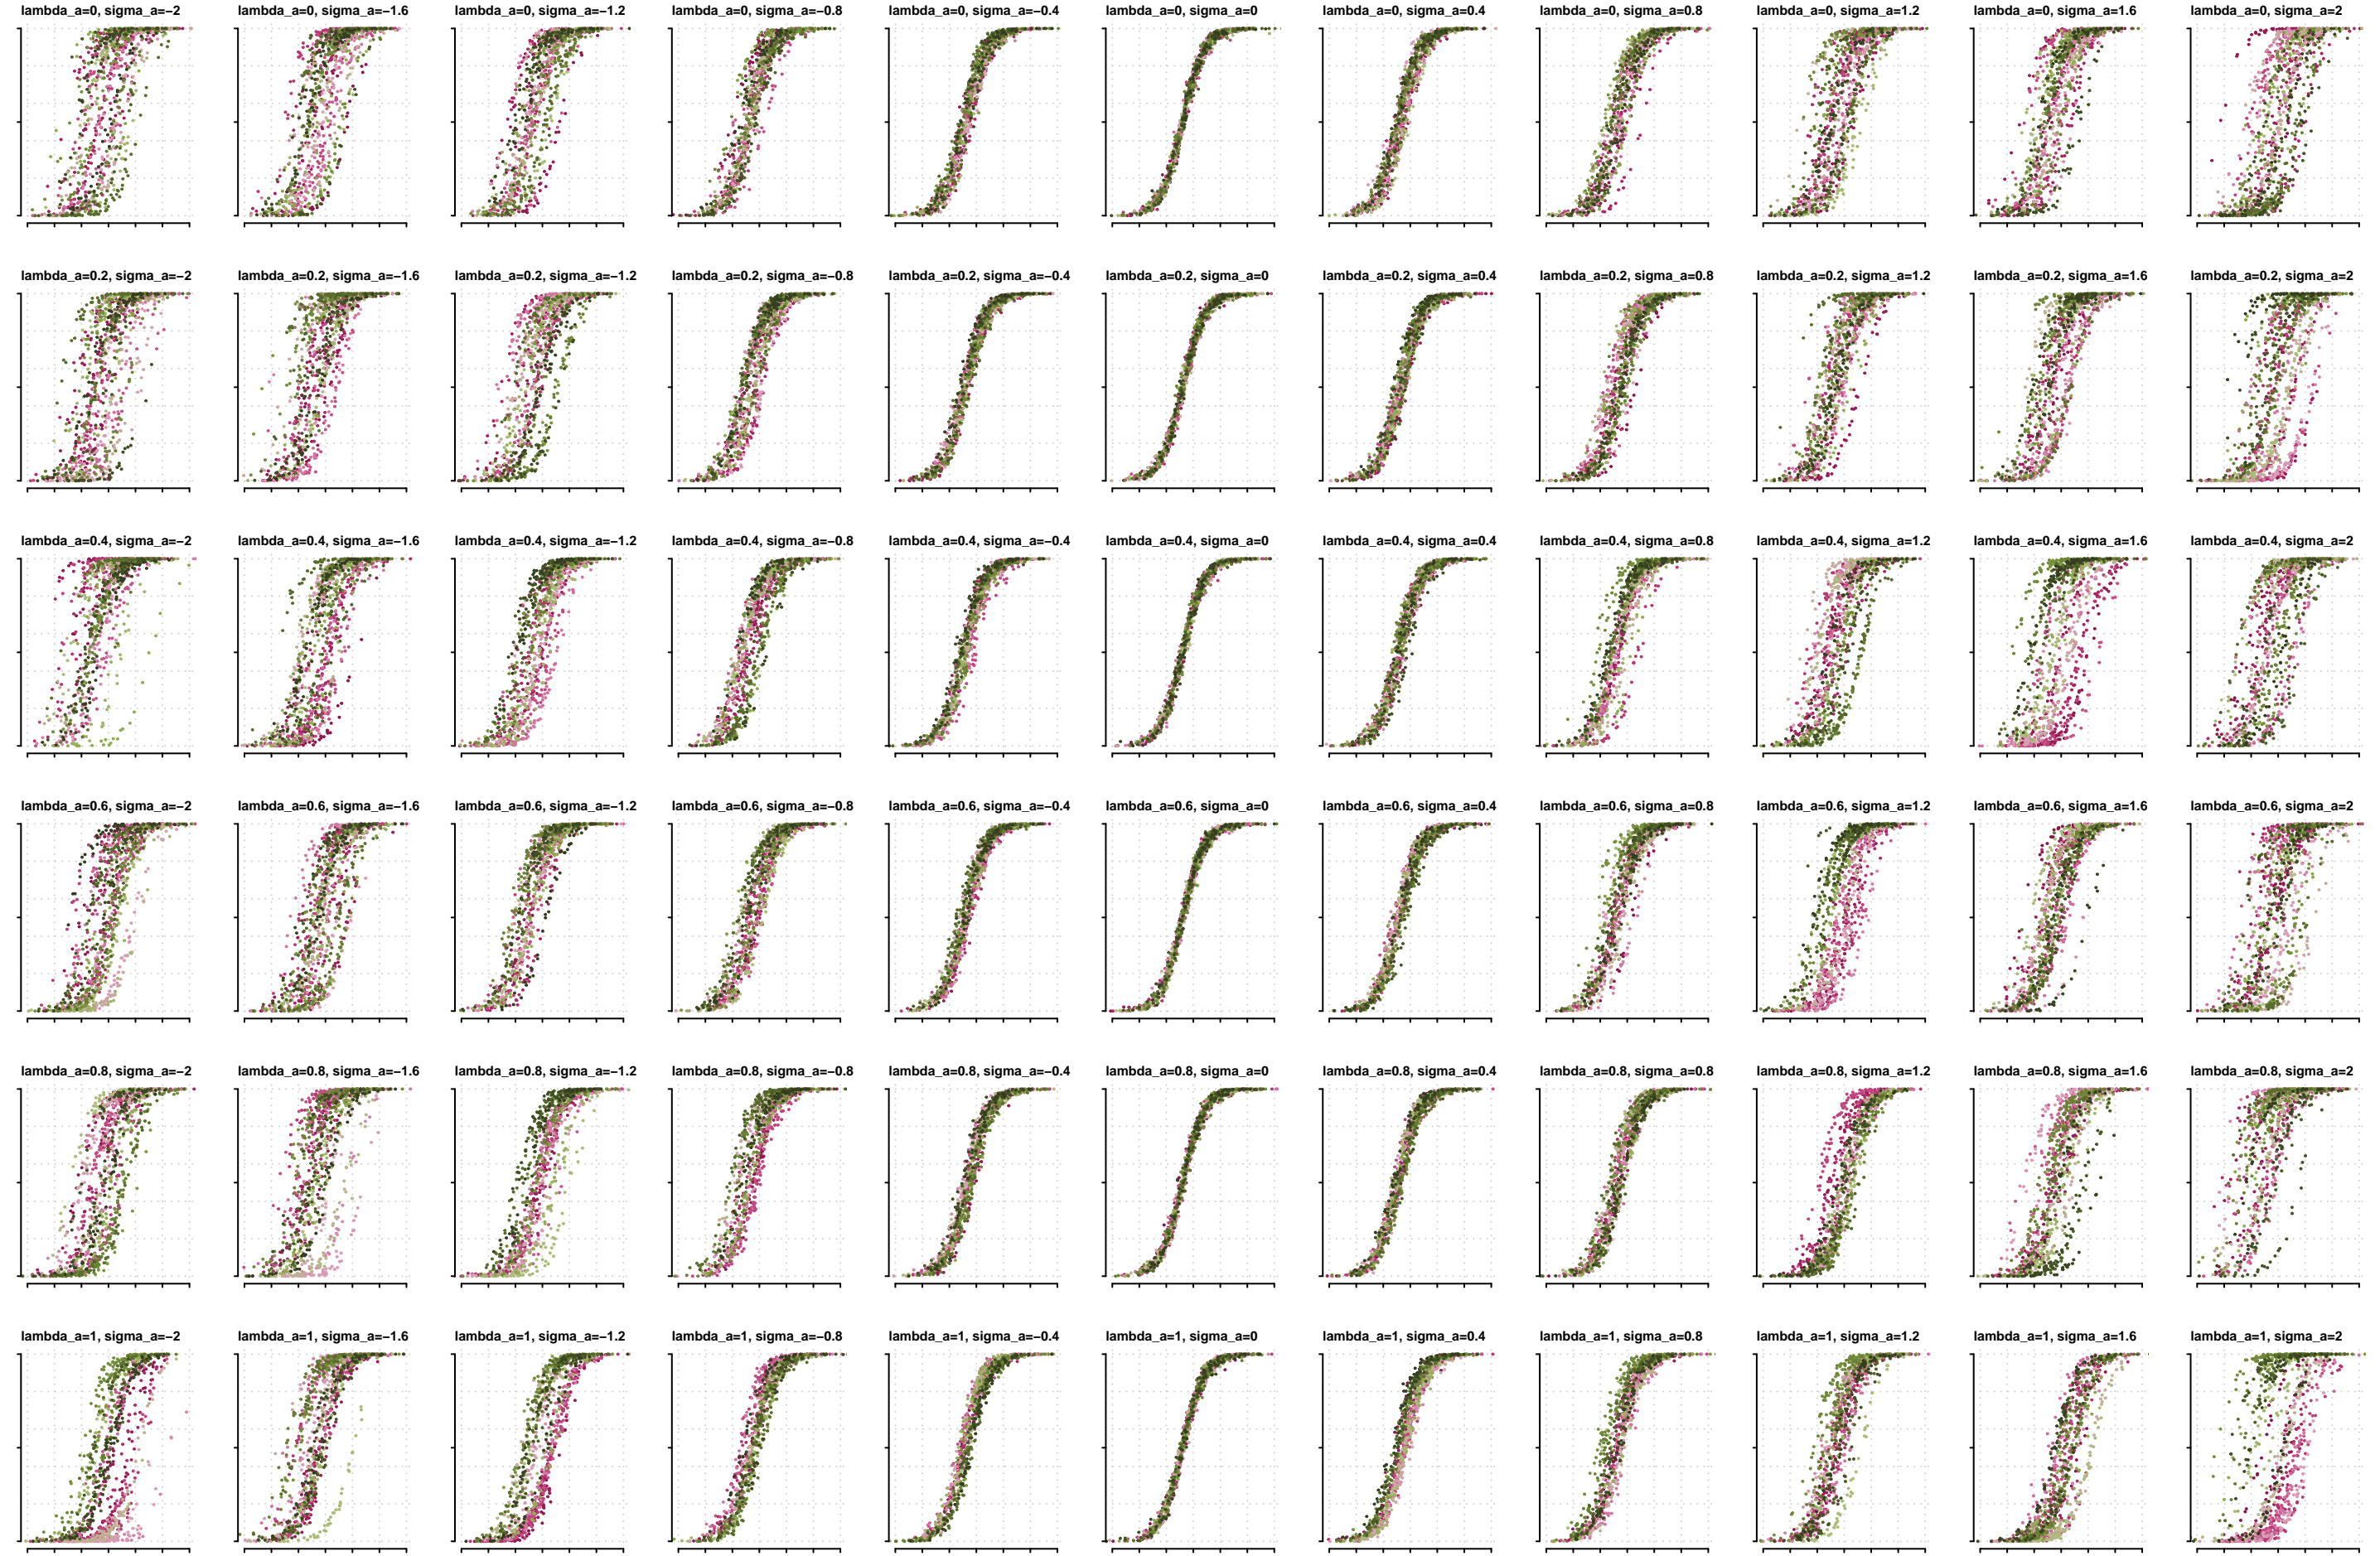 lambda_a=0, sigma_a=−2
lambda_a=0, sigma_a=−1.6
lambda_a=0, sigma_a=−1.2
lambda_a=0, sigma_a=−0.8
lambda_a=0, sigma_a=−0.4
lambda_a=0, sigma_a=0
lambda_a=0, sigma_a=0.4
lambda_a=0, sigma_a=0.8
lambda_a=0, sigma_a=1.2
lambda_a=0, sigma_a=1.6
lambda_a=0, sigma_a=2
lambda_a=0.2, sigma_a=−2
lambda_a=0.2, sigma_a=−1.6
lambda_a=0.2, sigma_a=−1.2
lambda_a=0.2, sigma_a=−0.8
lambda_a=0.2, sigma_a=−0.4
lambda_a=0.2, sigma_a=0
lambda_a=0.2, sigma_a=0.4
lambda_a=0.2, sigma_a=0.8
lambda_a=0.2, sigma_a=1.2
lambda_a=0.2, sigma_a=1.6
lambda_a=0.2, sigma_a=2
lambda_a=0.4, sigma_a=−2
lambda_a=0.4, sigma_a=−1.6
lambda_a=0.4, sigma_a=−1.2
lambda_a=0.4, sigma_a=−0.8
lambda_a=0.4, sigma_a=−0.4
lambda_a=0.4, sigma_a=0
lambda_a=0.4, sigma_a=0.4
lambda_a=0.4, sigma_a=0.8
lambda_a=0.4, sigma_a=1.2
lambda_a=0.4, sigma_a=1.6
lambda_a=0.4, sigma_a=2
lambda_a=0.6, sigma_a=−2
lambda_a=0.6, sigma_a=−1.6
lambda_a=0.6, sigma_a=−1.2
lambda_a=0.6, sigma_a=−0.8
lambda_a=0.6, sigma_a=−0.4
lambda_a=0.6, sigma_a=0
lambda_a=0.6, sigma_a=0.4
lambda_a=0.6, sigma_a=0.8
lambda_a=0.6, sigma_a=1.2
lambda_a=0.6, sigma_a=1.6
lambda_a=0.6, sigma_a=2
lambda_a=0.8, sigma_a=−2
lambda_a=0.8, sigma_a=−1.6
lambda_a=0.8, sigma_a=−1.2
lambda_a=0.8, sigma_a=−0.8
lambda_a=0.8, sigma_a=−0.4
lambda_a=0.8, sigma_a=0
lambda_a=0.8, sigma_a=0.4
lambda_a=0.8, sigma_a=0.8
lambda_a=0.8, sigma_a=1.2
lambda_a=0.8, sigma_a=1.6
lambda_a=0.8, sigma_a=2
lambda_a=1, sigma_a=−2
lambda_a=1, sigma_a=−1.6
lambda_a=1, sigma_a=−1.2
lambda_a=1, sigma_a=−0.8
lambda_a=1, sigma_a=−0.4
lambda_a=1, sigma_a=0
lambda_a=1, sigma_a=0.4
lambda_a=1, sigma_a=0.8
lambda_a=1, sigma_a=1.2
lambda_a=1, sigma_a=1.6
lambda_a=1, sigma_a=2